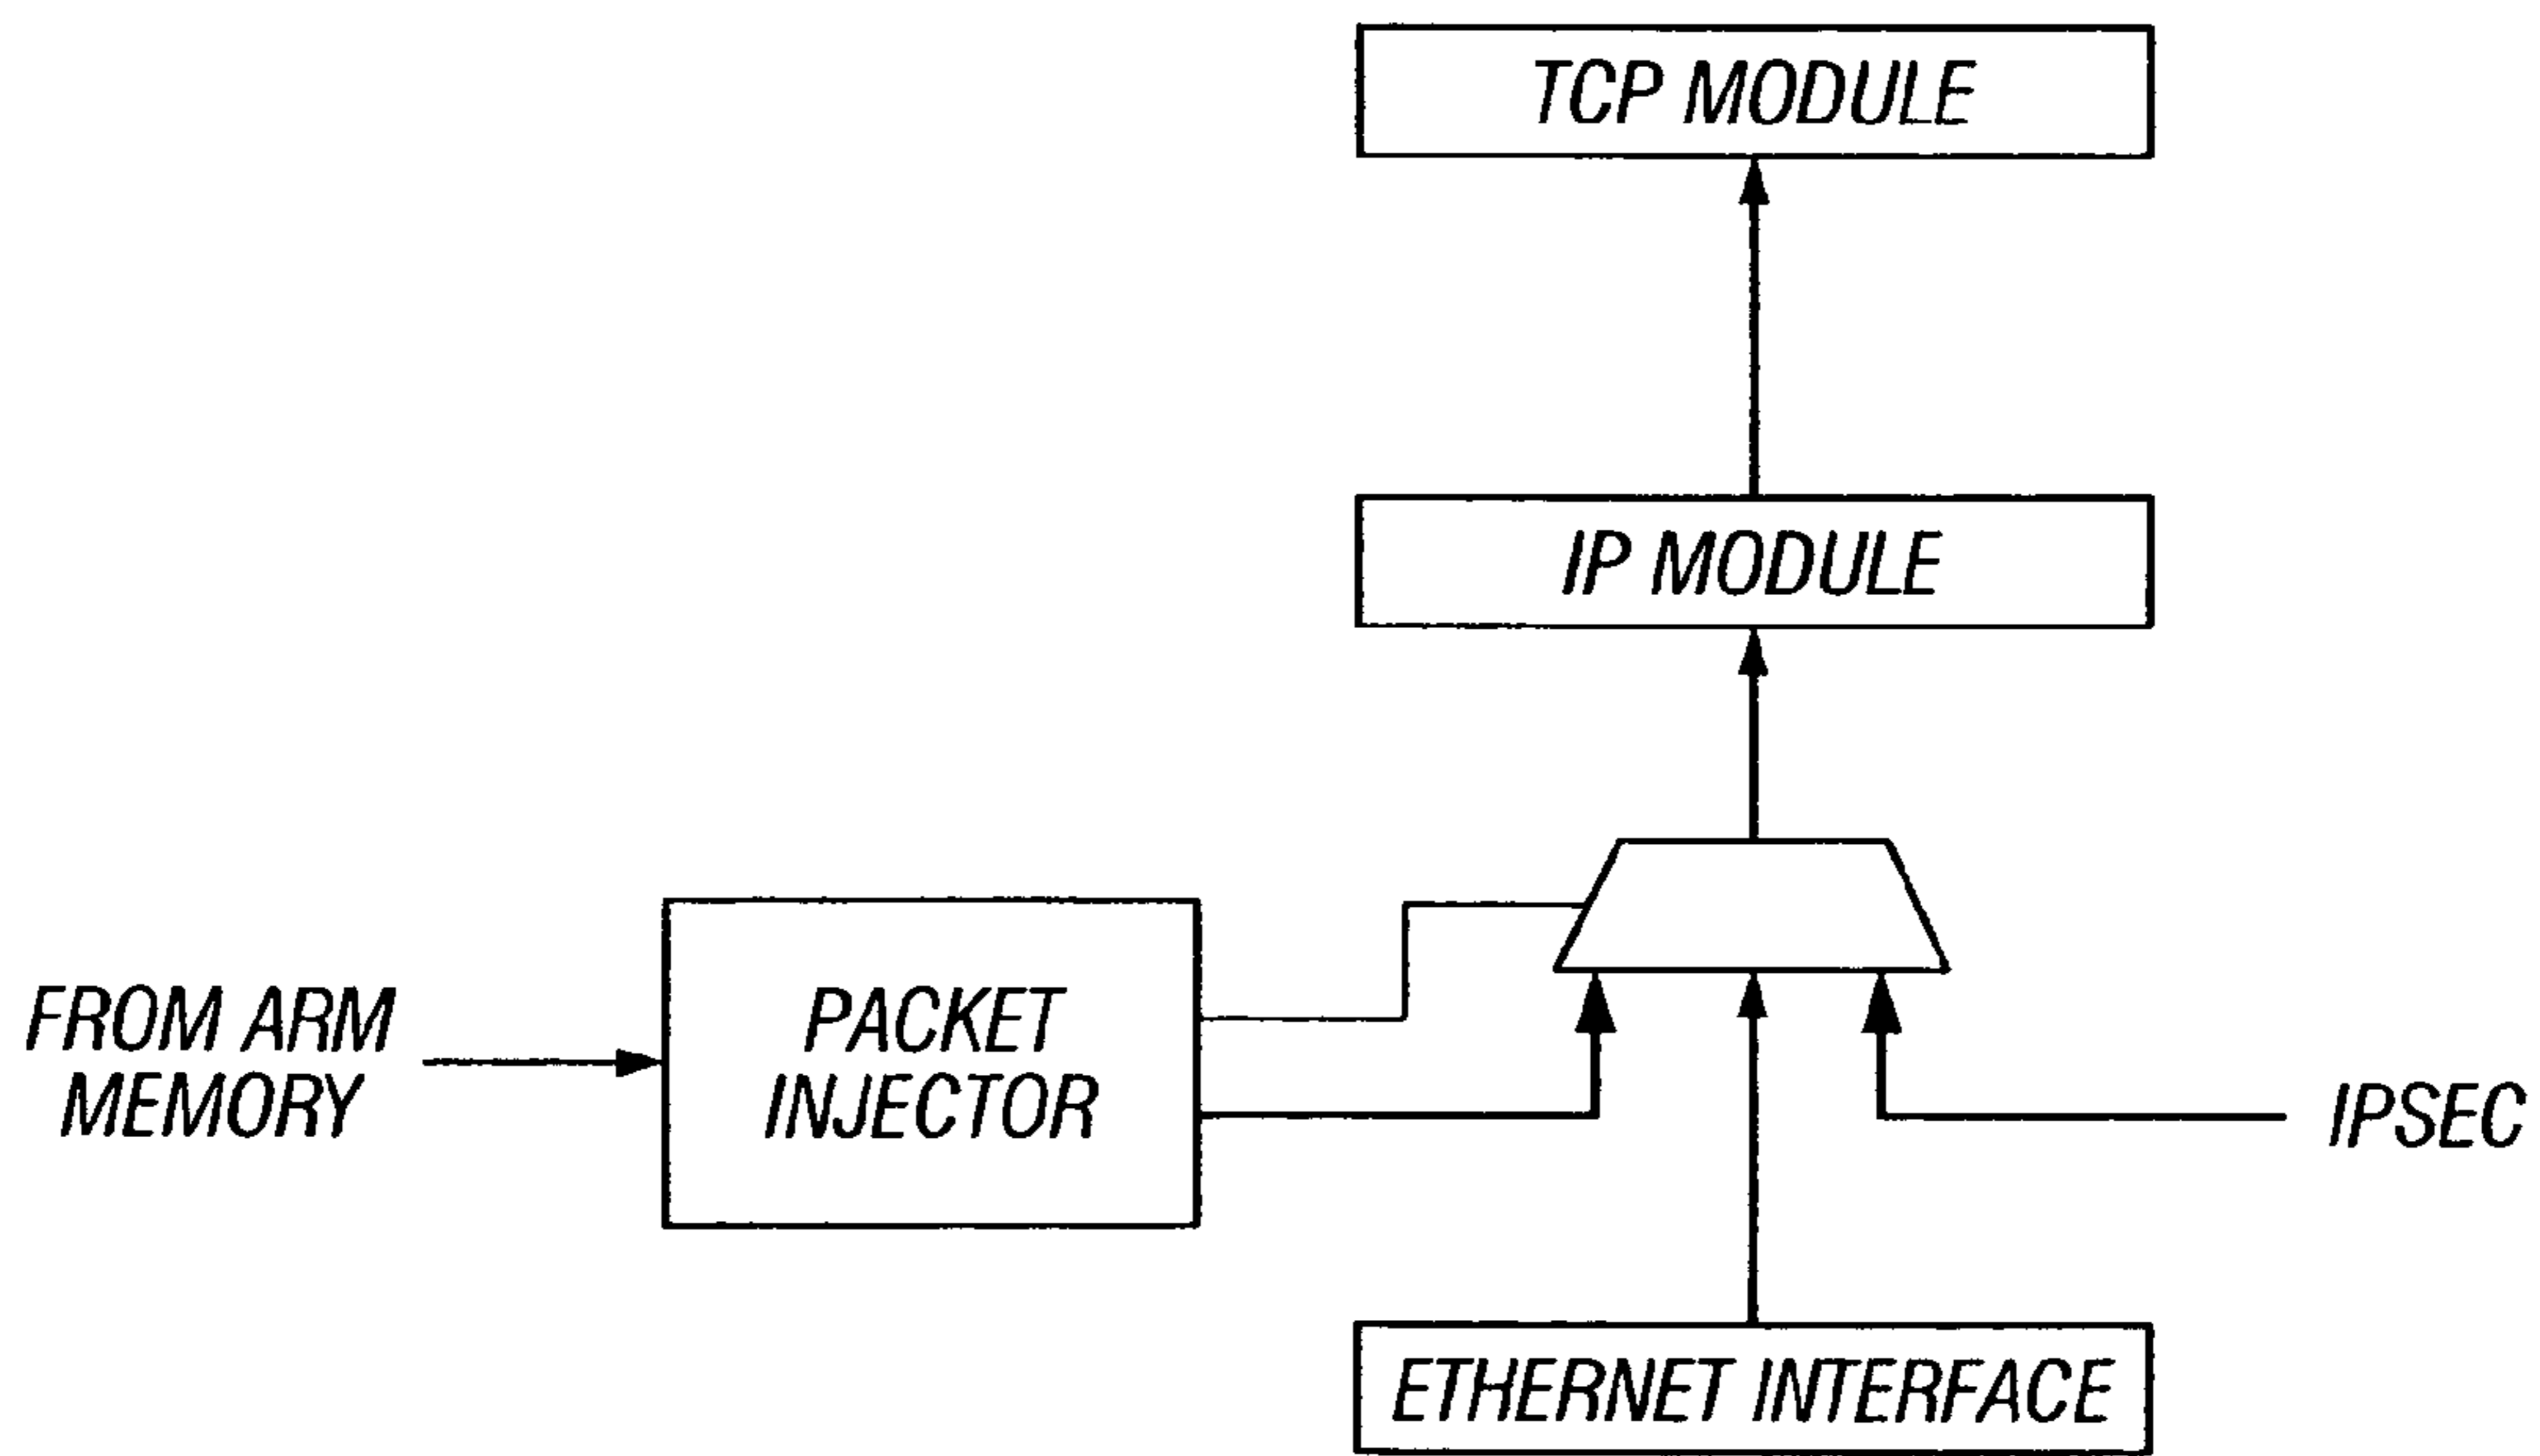 TCP MODULE
IP MODULE
FROM ARM
MEMORY
PACKET
INJECTOR
IPSEC
ETHERNET INTERFACE